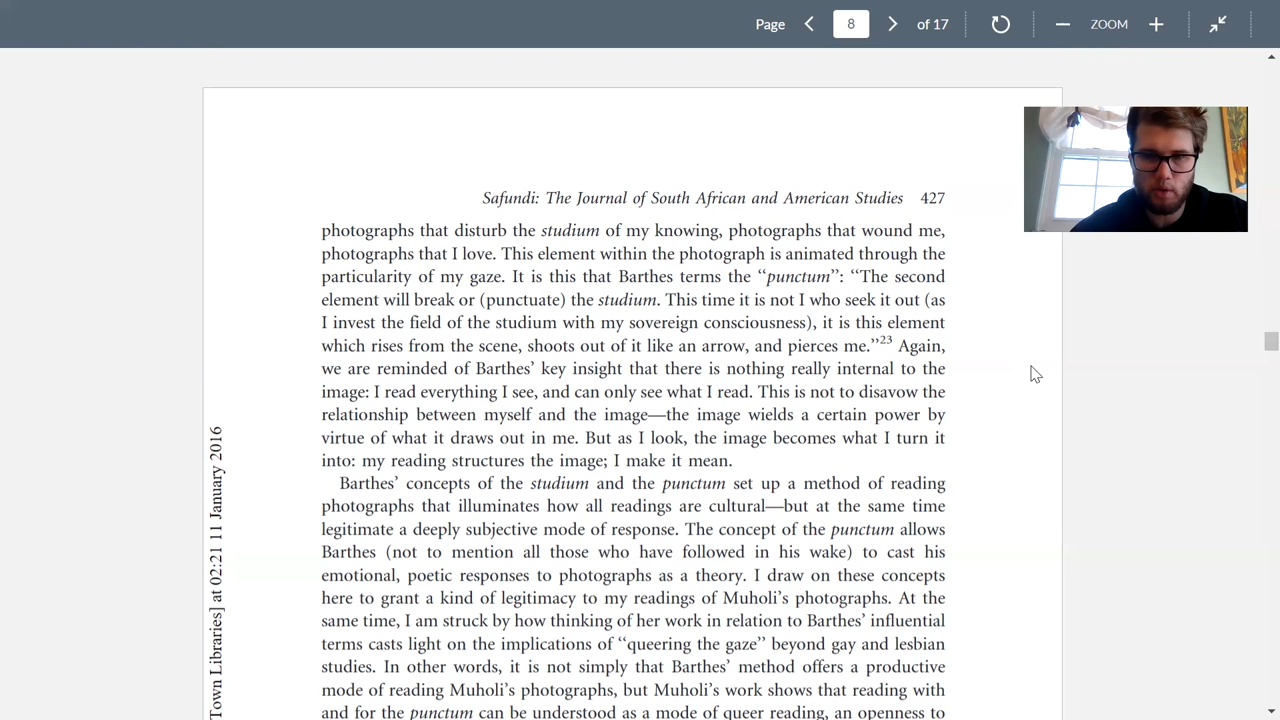 Page 8 of 17 ZOOM
Safundi: The Journal of South African and American Studies 427
photographs that disturb the studium of my knowing, photographs that wound me,
photographs that I love. This element within the photograph is animated through the
particularity of my gaze. It is this that Barthes terms the ‘‘punctum’’: ‘‘The second
element will break or (punctuate) the studium. This time it is not I who seek it out (as
I invest the field of the studium with my sovereign consciousness), it is this element
which rises from the scene, shoots out of it like an arrow, and pierces me.’’23 Again,
we are reminded of Barthes’ key insight that there is nothing really internal to the
image: I read everything I see, and can only see what I read. This is not to disavow the
relationship between myself and the image—the image wields a certain power by
virtue of what it draws out in me. But as I look, the image becomes what I turn it
into: my reading structures the image; I make it mean.
Barthes’ concepts of the studium and the punctum set up a method of reading
photographs that illuminates how all readings are cultural—but at the same time
legitimate a deeply subjective mode of response. The concept of the punctum allows
Barthes (not to mention all those who have followed in his wake) to cast his
emotional, poetic responses to photographs as a theory. I draw on these concepts
here to grant a kind of legitimacy to my readings of Muholi’s photographs. At the
same time, I am struck by how thinking of her work in relation to Barthes’ influential
terms casts light on the implications of ‘‘queering the gaze’’ beyond gay and lesbian
studies. In other words, it is not simply that Barthes’ method offers a productive
mode of reading Muholi’s photographs, but Muholi’s work shows that reading with
and for the punctum can be understood as a mode of queer reading, an openness to
Town Libraries] at 02:21 11 January 2016